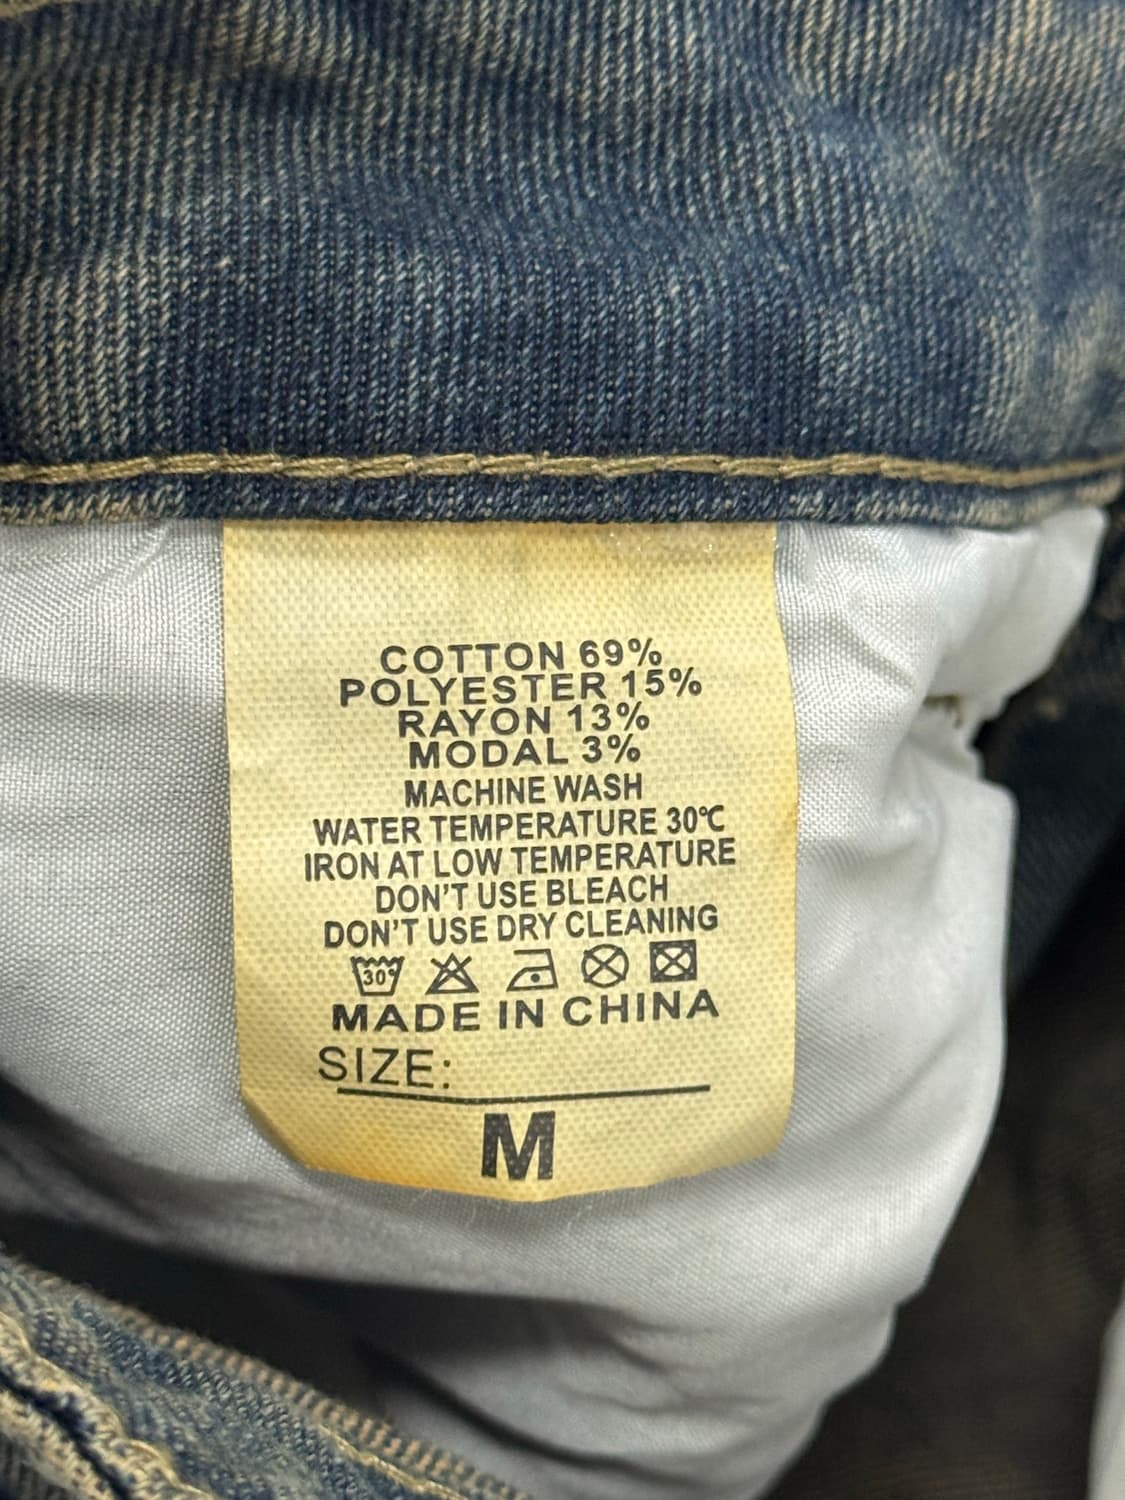 COTTON 69%
POLYESTER 15%
RAYON 13%
MODAL 3%
MACHINE WASH
WATER TEMPERATURE 30℃
IRON AT LOW TEMPERATURE
DON'T USE BLEACH
DON'T USE DRY CLEANING
30°
MADE IN CHINA
SIZE:
M